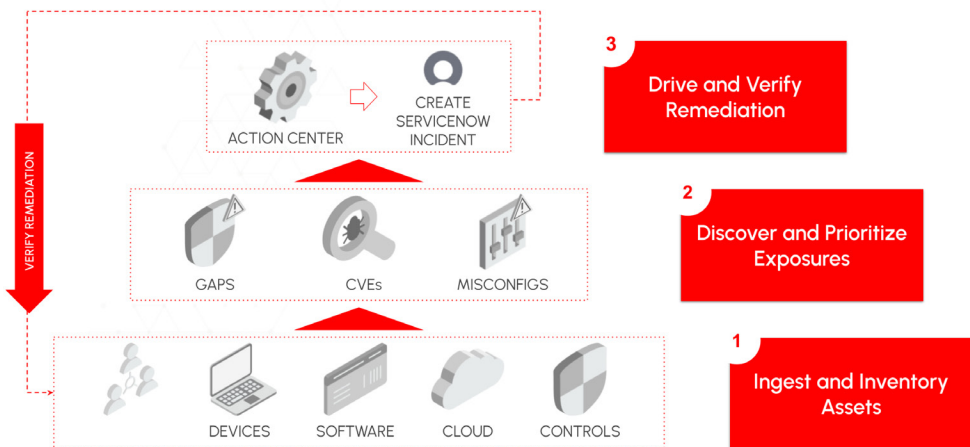 3
Drive and Verify
Remediation
ACTION CENTER
CREATE
SERVICENOW
INCIDENT
VERIFY REMEDIATION
2
Discover and Prioritize
Exposures
GAPS
CVEs
MISCONFIGS
1
Ingest and Inventory
Assets
DEVICES
SOFTWARE
CLOUD
CONTROLS